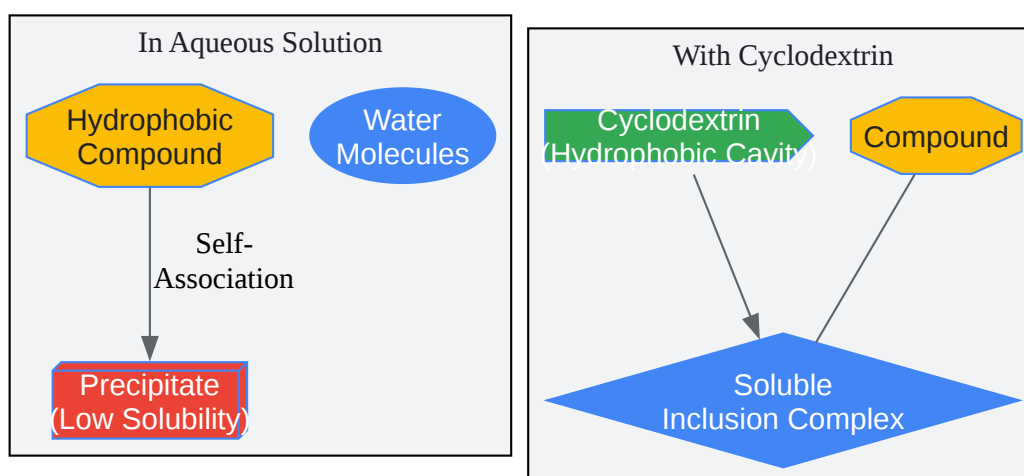 In Aqueous Solution
Hydrophobic
Compound
Water
Molecules
Self-
Association
Precipitate
(Low Solubility)
With Cyclodextrin
Cyclodextrin
(Hydrophobic Cavity)
Compound
Soluble
Inclusion Complex